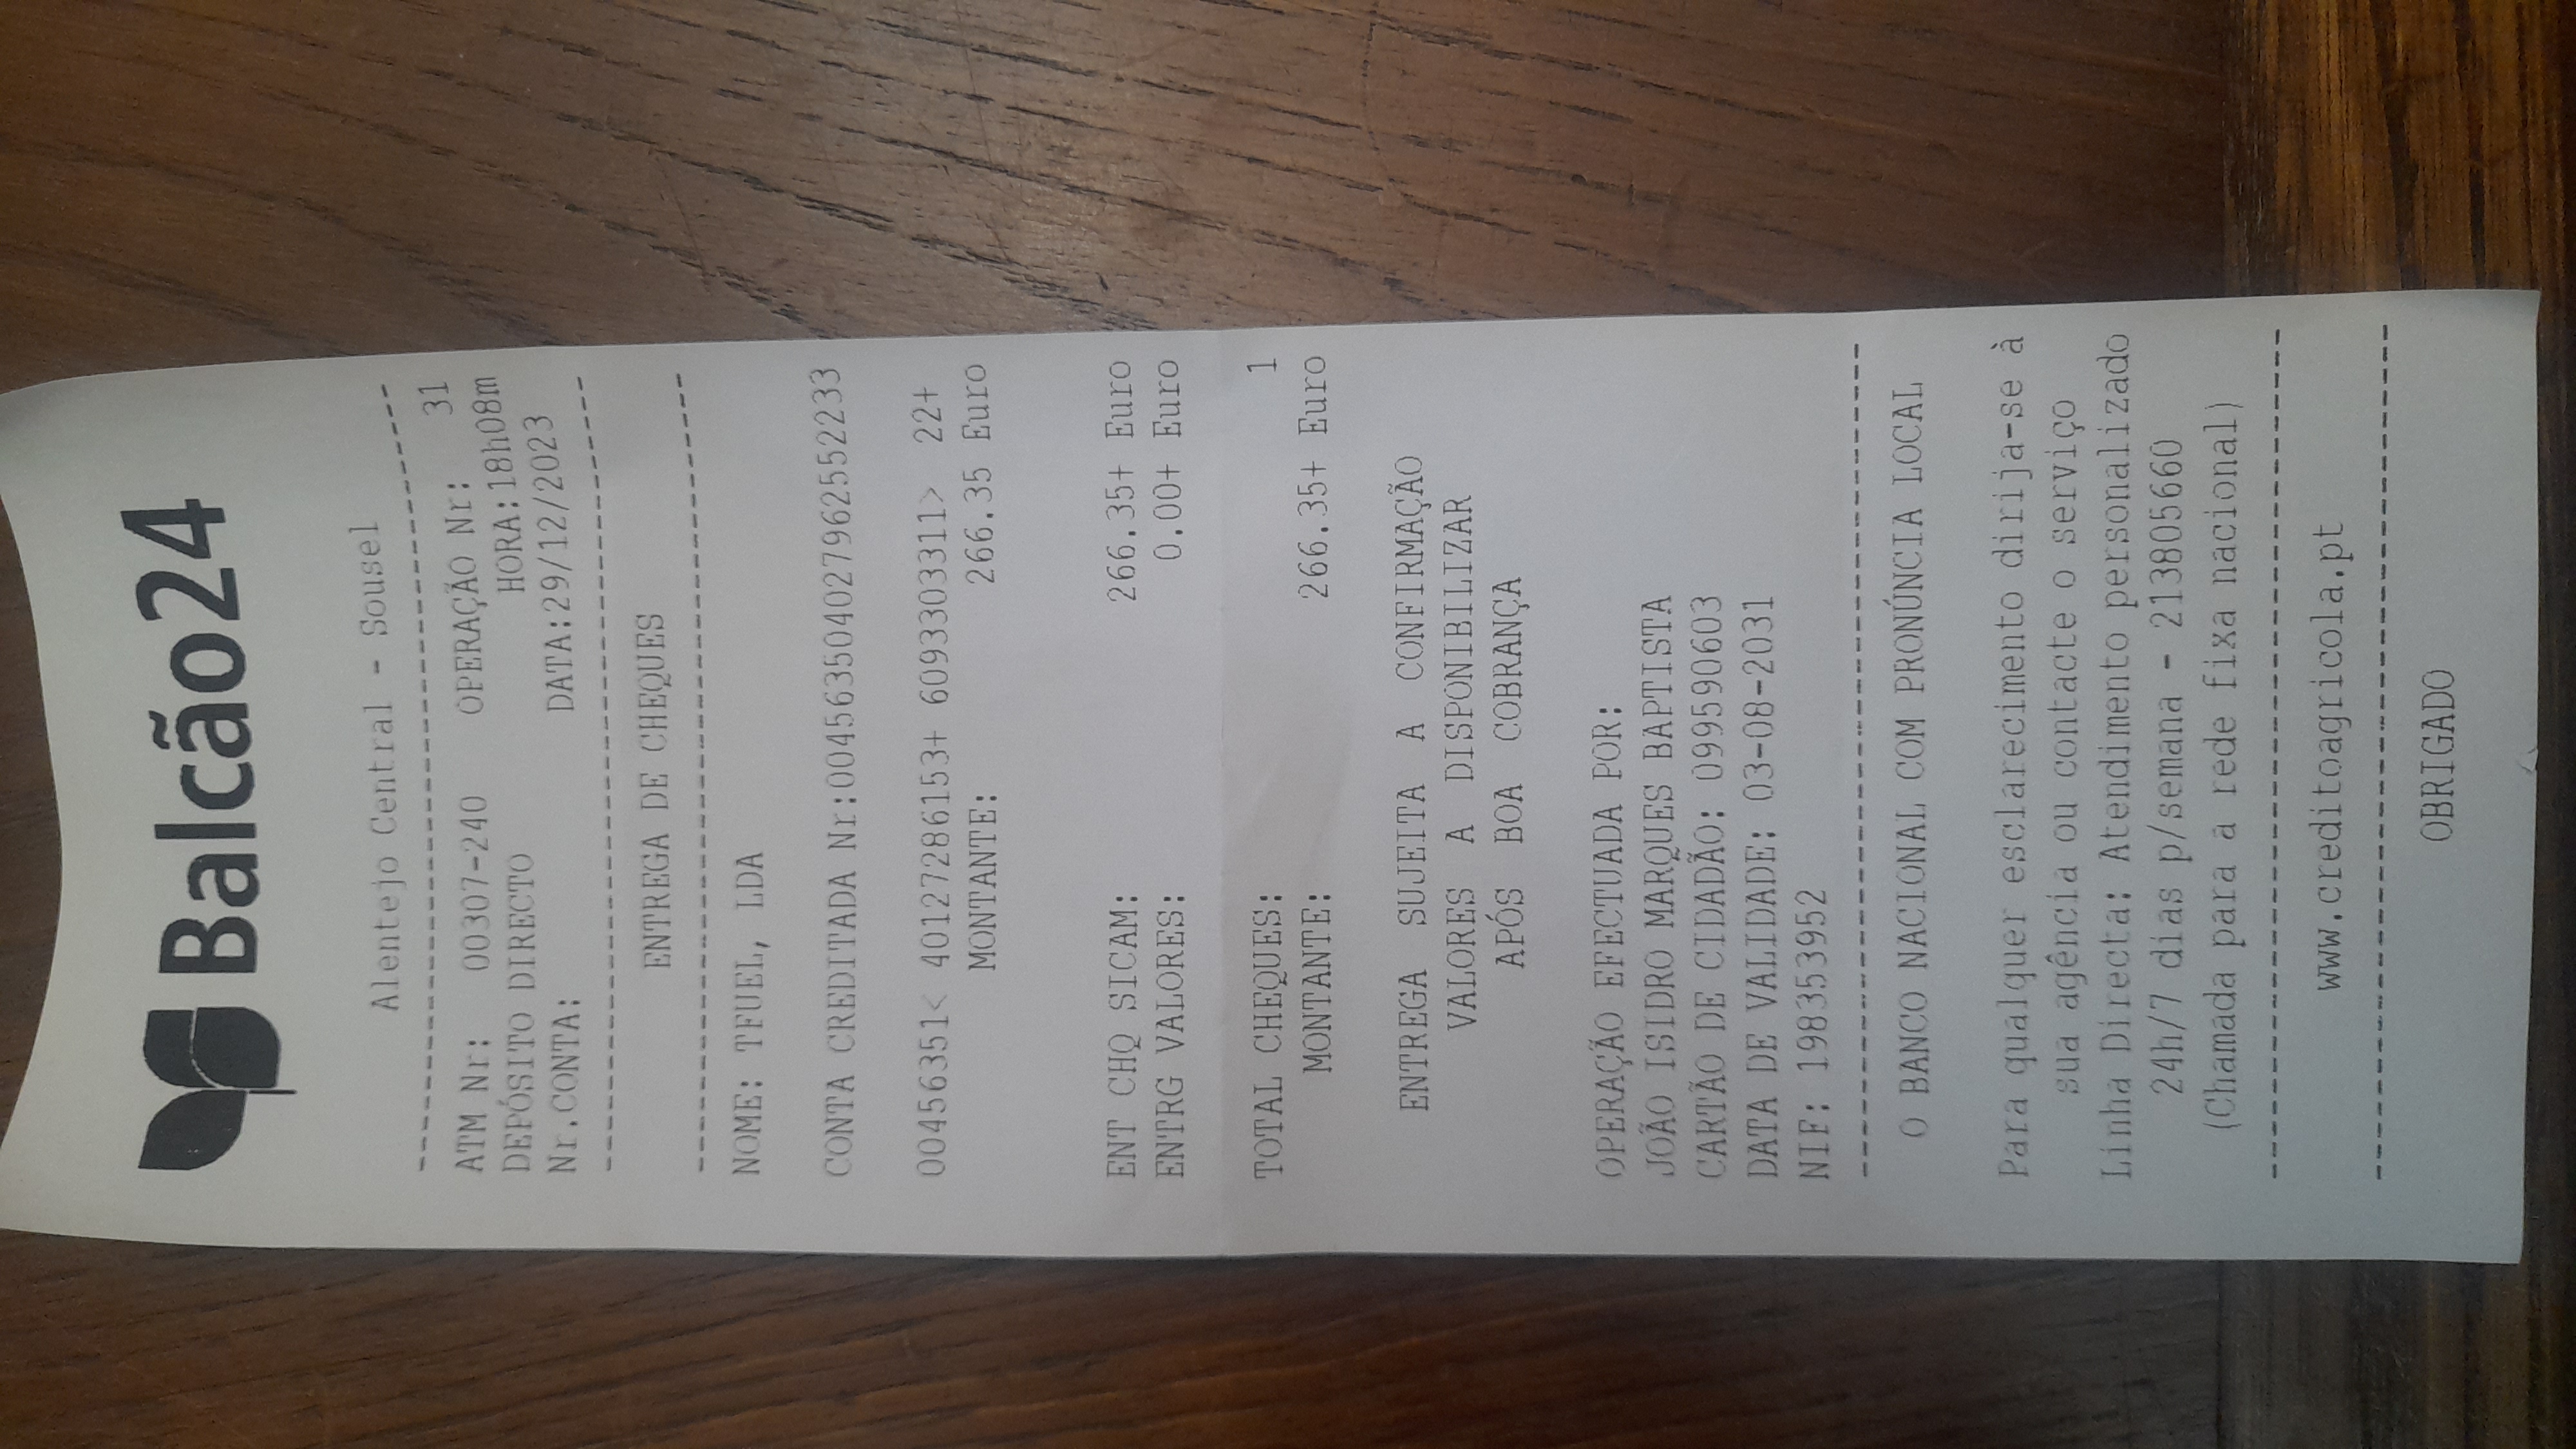 Balcão24
Alentejo Central - Sousel
ATM Nr: 00307-240 OPERAÇÃO Nr: 31
DEPÓSITO DIRECTO HORA:18h08m
Nr.CONTA: DATA:29/12/2023
ENTREGA DE CHEQUES
NOME: TFUEL, LDA
CONTA CREDITADA Nr:004563504027962552233
00456351< 40127286153+ 609330303311> 22+
MONTANTE: 266.35 Euro
ENT CHQ SICAM: 266.35+ Euro
ENTRG VALORES: 0.00+ Euro
TOTAL CHEQUES: 1
MONTANTE: 266.35+ Euro
ENTREGA SUJEITA A CONFIRMAÇÃO
VALORES A DISPONIBILIZAR
APÓS BOA COBRANÇA
OPERAÇÃO EFECTUADA POR:
JOÃO ISIDRO MARQUES BAPTISTA
CARTÃO DE CIDADÃO: 099590603
DATA DE VALIDADE: 03-08-2031
NIF: 198353952
O BANCO NACIONAL COM PRONÚNCIA LOCAL
Para qualquer esclarecimento dirija-se à
sua agência ou contacte o serviço
Linha Directa: Atendimento personalizado
24h/7 dias p/semana - 213805660
(Chamada para a rede fixa nacional)
www.creditoagricola.pt
OBRIGADO